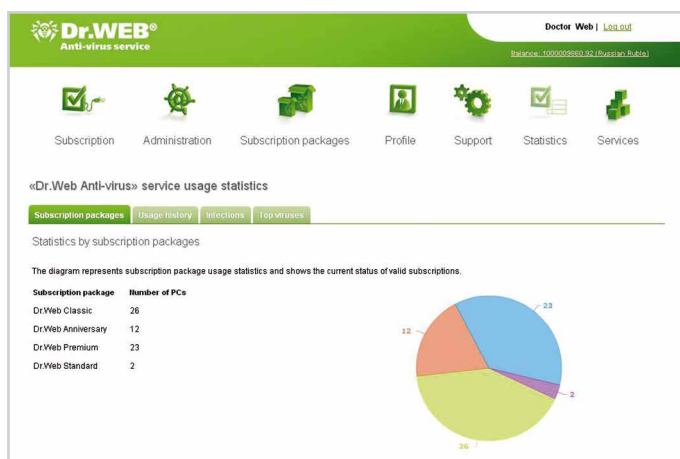 Dr.WEB®
Anti-virus service
Doctor Web | Log out
Balance: 1000009860.92 (Russian Ruble)
Subscription
Administration
Subscription packages
Profile
Support
Statistics
Services
«Dr.Web Anti-virus» service usage statistics
Subscription packages
Usage history
Infections
Top viruses
Statistics by subscription packages
The diagram represents subscription package usage statistics and shows the current status of valid subscriptions.
Subscription package Number of PCs
Dr.Web Classic 26
Dr.Web Anniversary 12
Dr.Web Premium 23
Dr.Web Standard 2
23
12
2
26